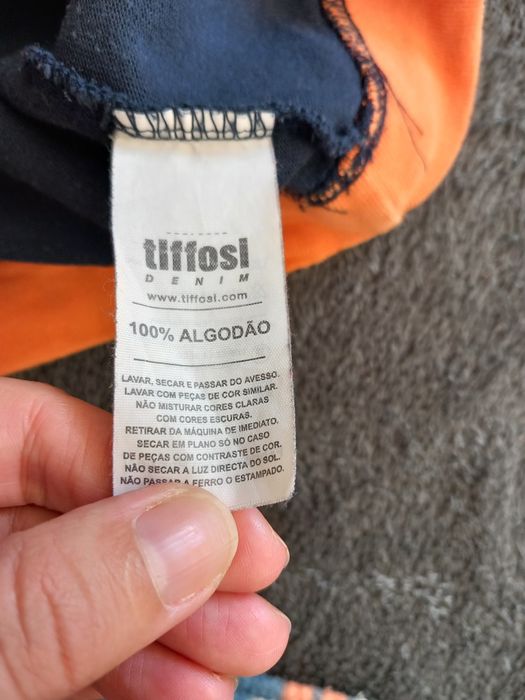 tiffosi
DENIM
www.tiffosi.com
100% ALGODÃO
LAVAR, SECAR E PASSAR DO AVESSO.
LAVAR COM PEÇAS DE COR SIMILAR.
NÃO MISTURAR CORES CLARAS
COM CORES ESCURAS.
RETIRAR DA MÁQUINA DE IMEDIATO.
SECAR EM PLANO SÓ NO CASO
DE PEÇAS COM CONTRASTE DE COR.
NÃO SECAR A LUZ DIRECTA DO SOL.
NÃO PASSAR A FERRO O ESTAMPADO.